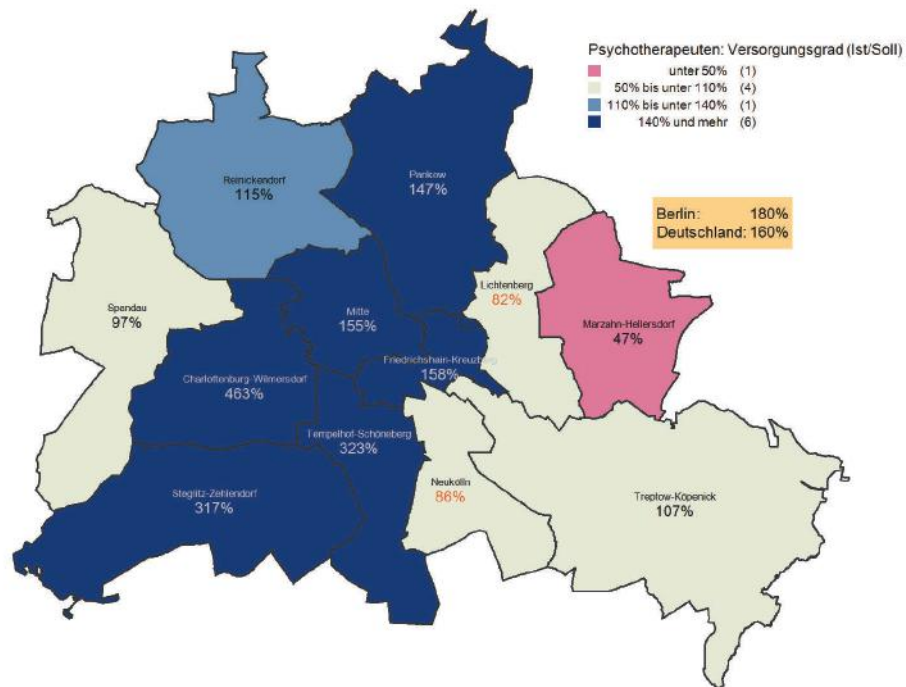 Psychotherapeuten: Versorgungsgrad (Ist/Soll)
unter 50% (1)
50% bis unter 110% (4)
110% bis unter 140% (1)
140% und mehr (6)
Reinickendorf
115%
Pankow
147%
Berlin: 180%
Deutschland: 160%
Lichtenberg
82%
Spandau
97%
Mitte
155%
Marzahn-Hellersdorf
47%
Friedrichshain-Kreuzberg
158%
Charlottenburg-Wilmersdorf
463%
Tempelhof-Schöneberg
323%
Steglitz-Zehlendorf
317%
Neukölln
86%
Treptow-Köpenick
107%